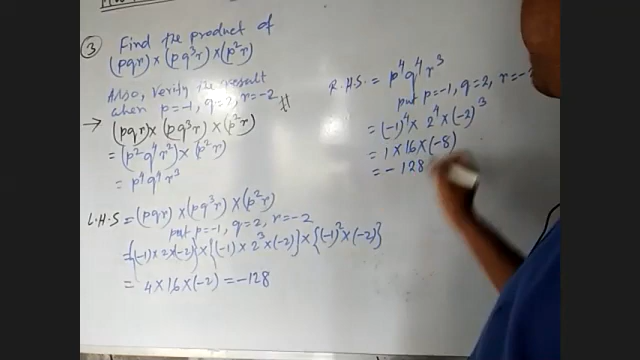 ③ Find the product of
(pqr)×(pq³r)×(p²r)
Also, verify the result
when p=-1, q=2, r=-2
→ (pqr)×(pq³r)×(p²r)
= (p²q⁴r²)×(p²r)
= p⁴q⁴r³
L.H.S = (pqr)×(pq³r)×(p²r)
put p=-1, q=2, r=-2
={(-1)×2×(-2)}×{(-1)×2³×(-2)}×{(-1)²×(-2)}
= 4×16×(-2) = -128
R.H.S. = p⁴q⁴r³
put p=-1, q=2, r=-2
= (-1)⁴×2⁴×(-2)³
= 1×16×(-8)
= -128